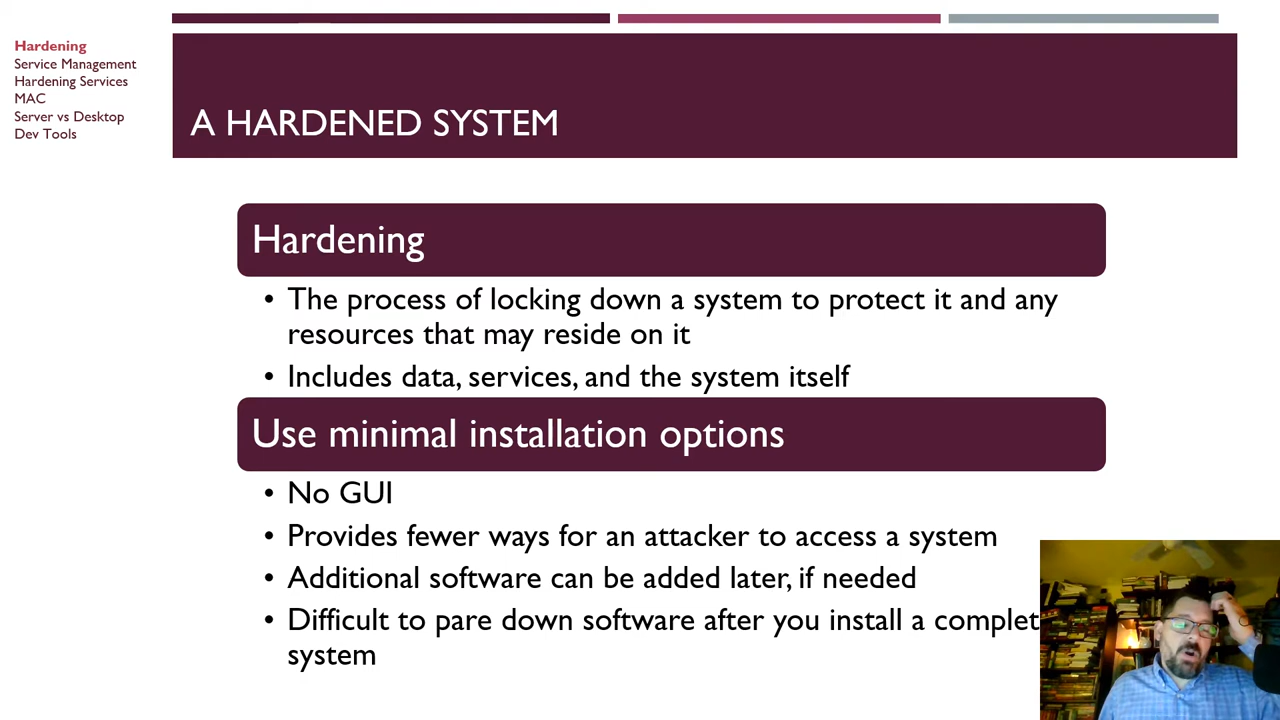 Hardening
Service Management
Hardening Services
MAC
Server vs Desktop
Dev Tools
A HARDENED SYSTEM
Hardening
• The process of locking down a system to protect it and any
resources that may reside on it
• Includes data, services, and the system itself
Use minimal installation options
• No GUI
• Provides fewer ways for an attacker to access a system
• Additional software can be added later, if needed
• Difficult to pare down software after you install a complet
system